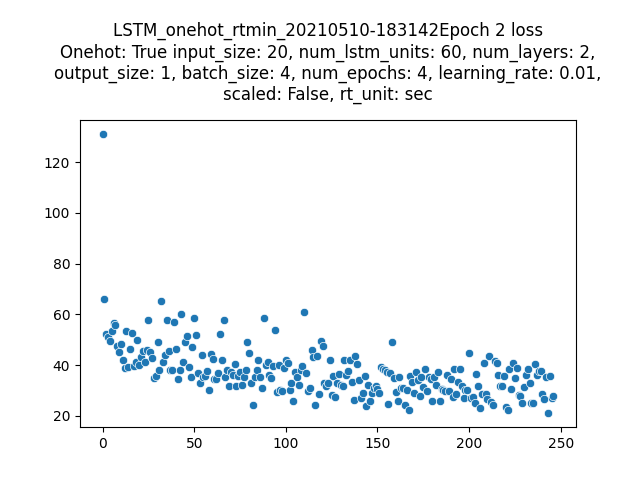 LSTM_onehot_rtmin_20210510-183142Epoch 2 loss
Onehot: True input_size: 20, num_lstm_units: 60, num_layers: 2,
output_size: 1, batch_size: 4, num_epochs: 4, learning_rate: 0.01,
scaled: False, rt_unit: sec
120
100
80
60
40
20
0 50 100 150 200 250